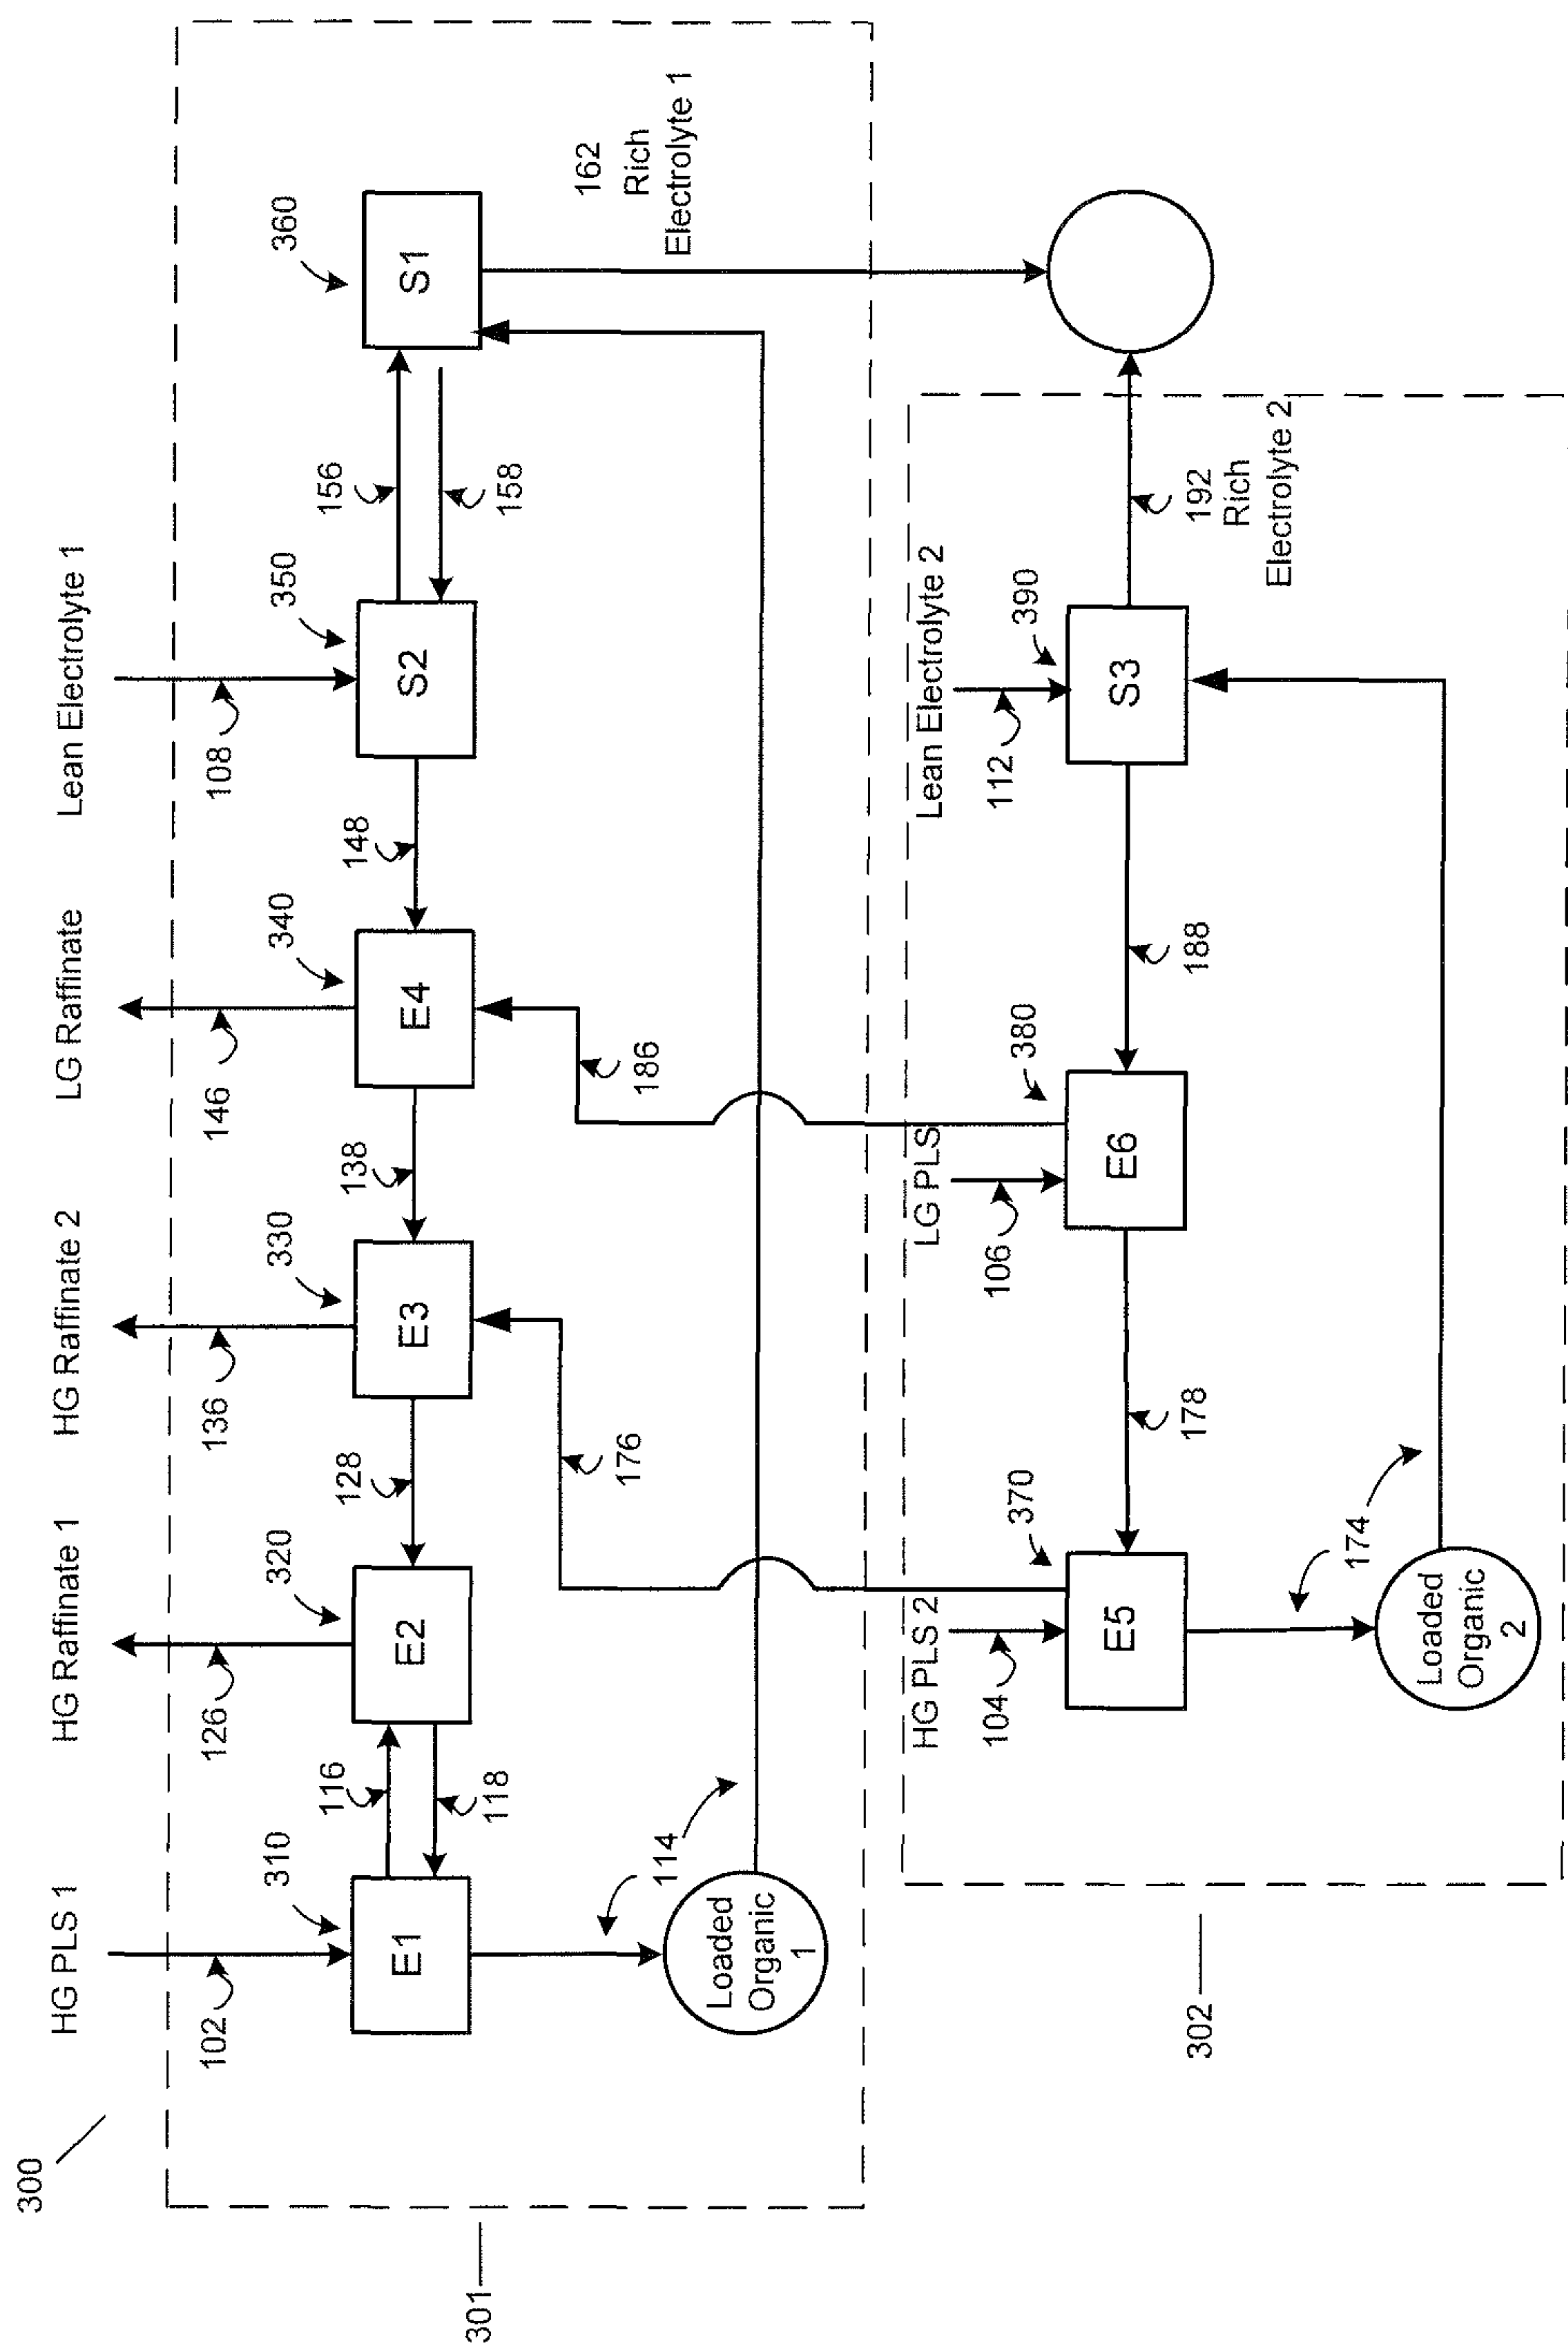 300
HG PLS 1
HG Raffinate 1
HG Raffinate 2
LG Raffinate
Lean Electrolyte 1
102
126
136
146
108
310
116
320
128
330
138
340
148
350
156
360
E1
E2
E3
E4
S2
S1
118
158
162
Rich
Electrolyte 1
176
186
114
Loaded
Organic
1
301
HG PLS 2
LG PLS
Lean Electrolyte 2
104
370
106
380
112
390
E5
E6
S3
178
188
192
Rich
Electrolyte 2
302
174
Loaded
Organic
2